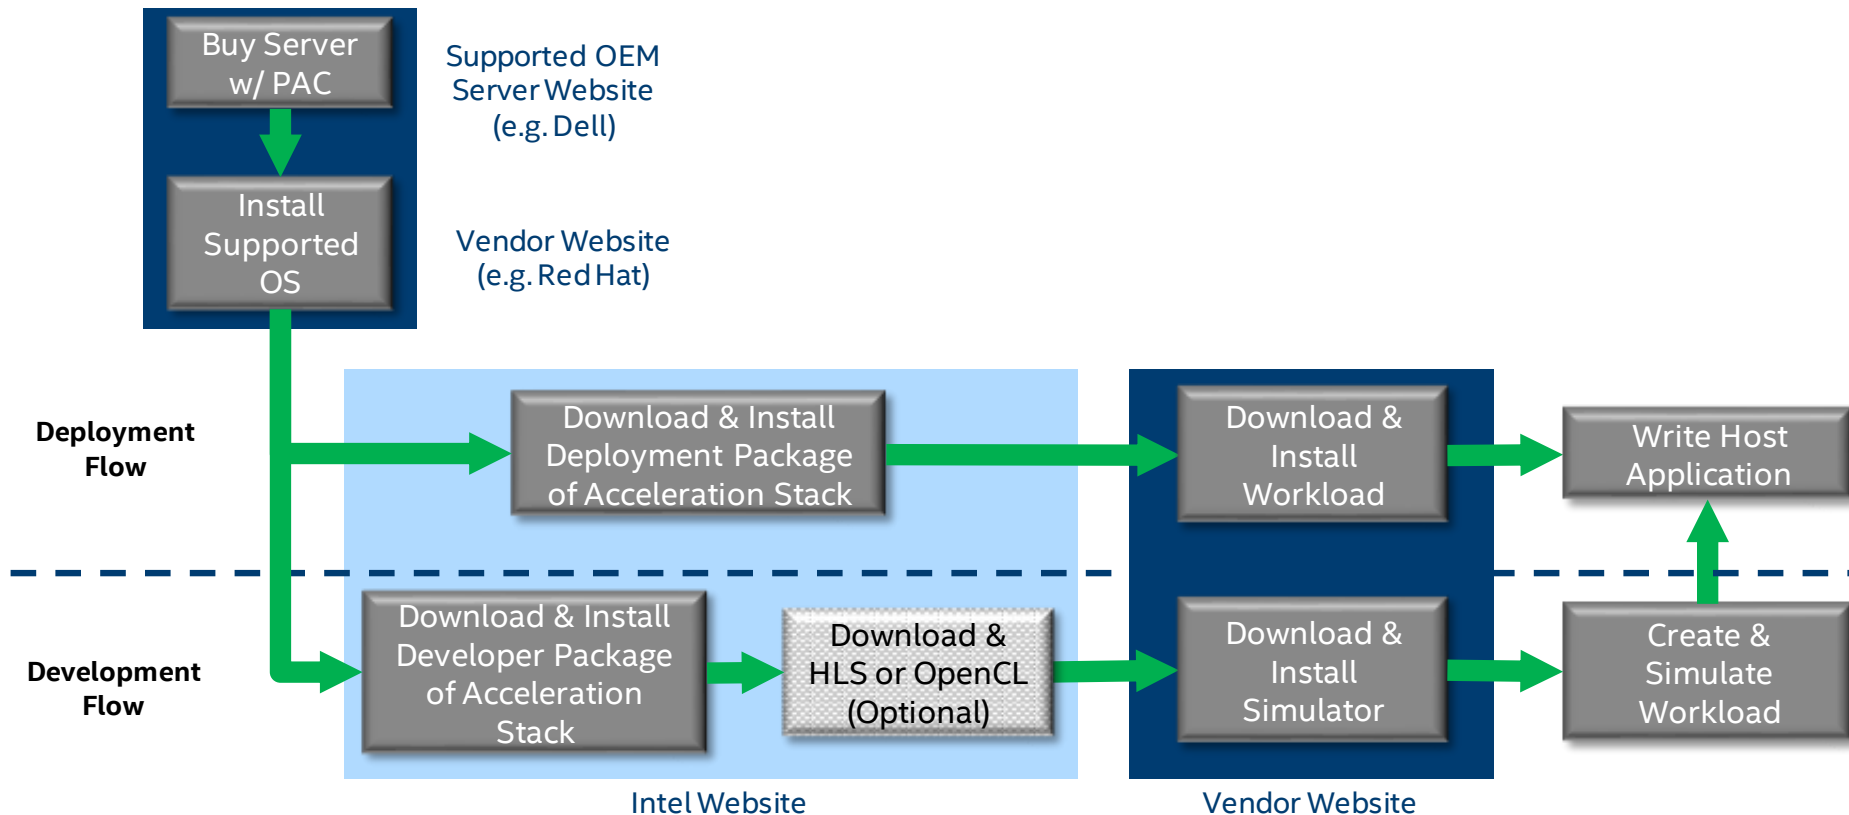 Buy Server
w/ PAC
Supported OEM
Server Website
(e.g. Dell)
Install
Supported
OS
Vendor Website
(e.g. Red Hat)
Deployment
Flow
Download & Install
Deployment Package
of Acceleration Stack
Download &
Install
Workload
Write Host
Application
Development
Flow
Download & Install
Developer Package
of Acceleration
Stack
Download &
HLS or OpenCL
(Optional)
Download &
Install
Simulator
Create &
Simulate
Workload
Intel Website
Vendor Website